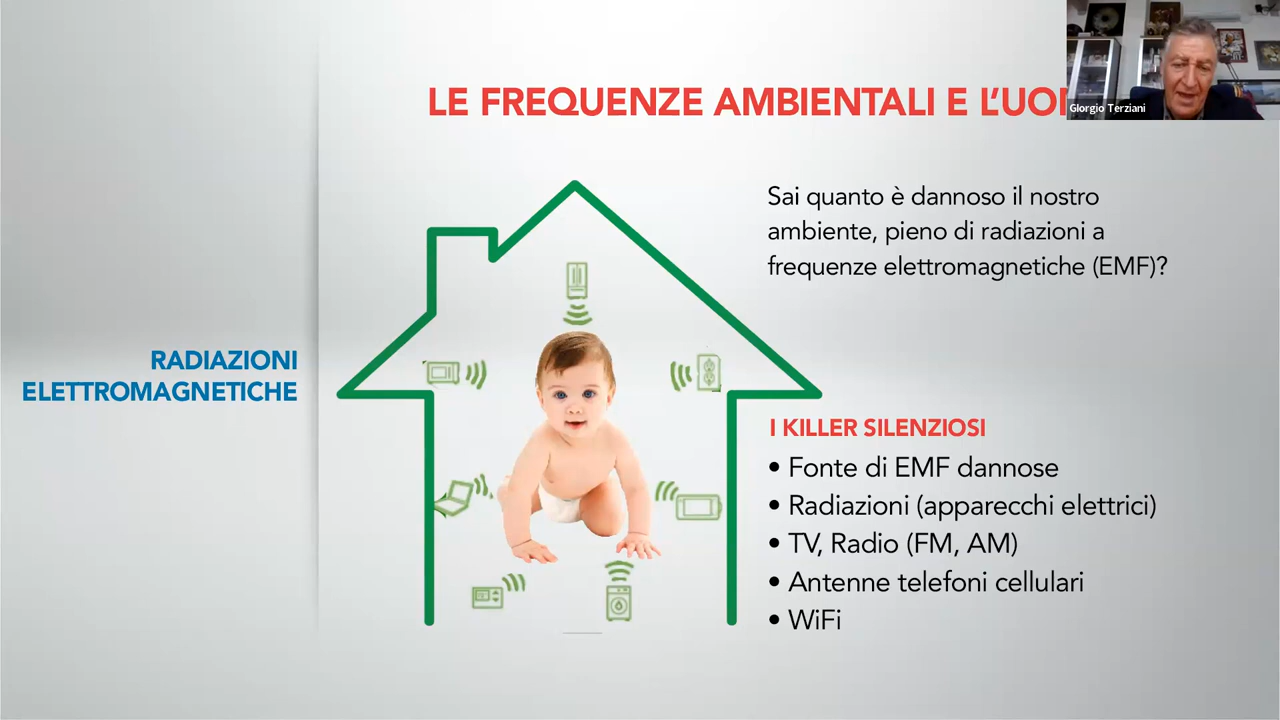 LE FREQUENZE AMBIENTALI E L'UO
GIorgio Terziani
Sai quanto è dannoso il nostro
ambiente, pieno di radiazioni a
frequenze elettromagnetiche (EMF)?
RADIAZIONI
ELETTROMAGNETICHE
I KILLER SILENZIOSI
• Fonte di EMF dannose
• Radiazioni (apparecchi elettrici)
• TV, Radio (FM, AM)
• Antenne telefoni cellulari
• WiFi